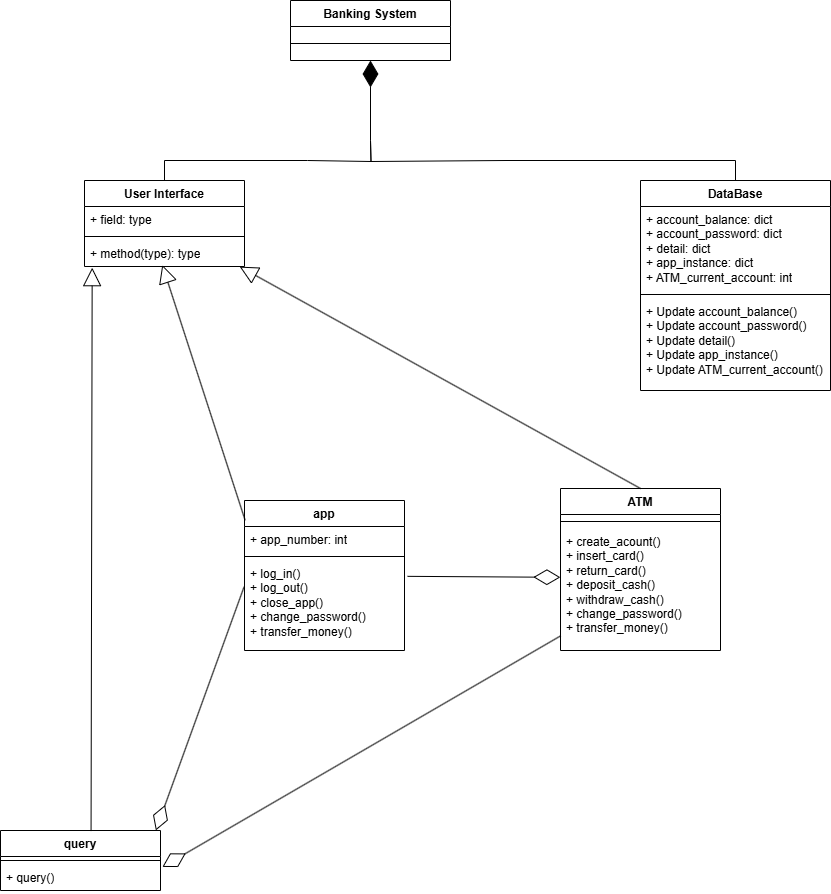 Banking System
User Interface
+ field: type
+ method(type): type
DataBase
+ account_balance: dict
+ account_password: dict
+ detail: dict
+ app_instance: dict
+ ATM_current_account: int
+ Update account_balance()
+ Update account_password()
+ Update detail()
+ Update app_instance()
+ Update ATM_current_account()
app
+ app_number: int
+ log_in()
+ log_out()
+ close_app()
+ change_password()
+ transfer_money()
ATM
+ create_acount()
+ insert_card()
+ return_card()
+ deposit_cash()
+ withdraw_cash()
+ change_password()
+ transfer_money()
query
+ query()